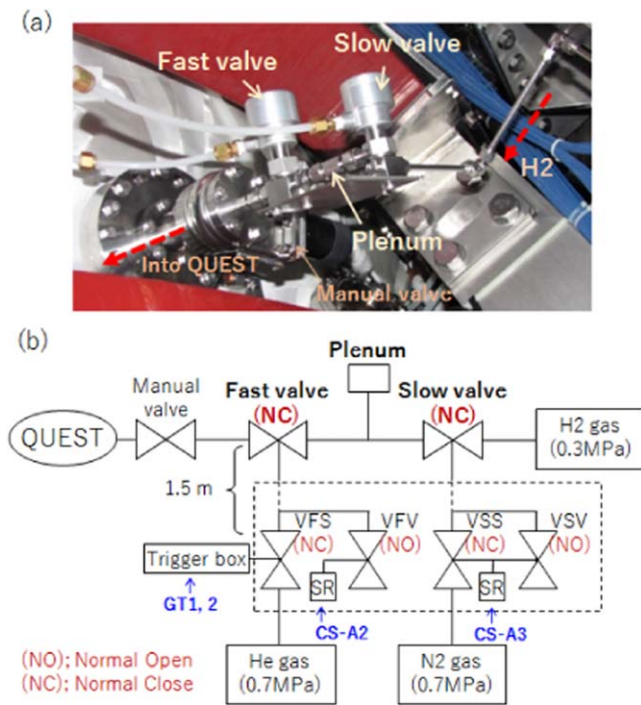 (a)
Fast valve
Slow valve
H2
Plenum
Into QUEST
Manual valve
(b)
Plenum
Manual
valve
Fast valve
(NC)
Slow valve
(NC)
QUEST
H2 gas
(0.3MPa)
1.5 m
VFS
(NC)
VFV
(NO)
VSS
(NC)
VSV
(NO)
Trigger box
SR
SR
GT1, 2
CS-A2
CS-A3
(NO); Normal Open
(NC); Normal Close
He gas
(0.7MPa)
N2 gas
(0.7MPa)